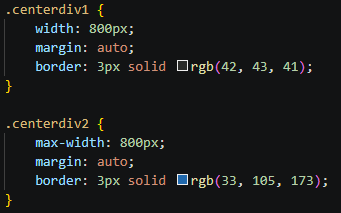 .centerdiv1 {
    width: 800px;
    margin: auto;
    border: 3px solid rgb(42, 43, 41);
}

.centerdiv2 {
    max-width: 800px;
    margin: auto;
    border: 3px solid rgb(33, 105, 173);
}